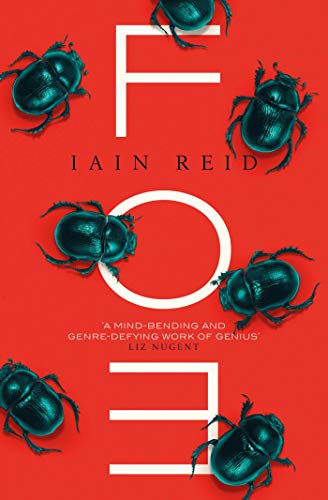 F
IAIN REID
O
'A MIND-BENDING AND
GENRE-DEFYING WORK OF GENIUS'
LIZ NUGENT
E